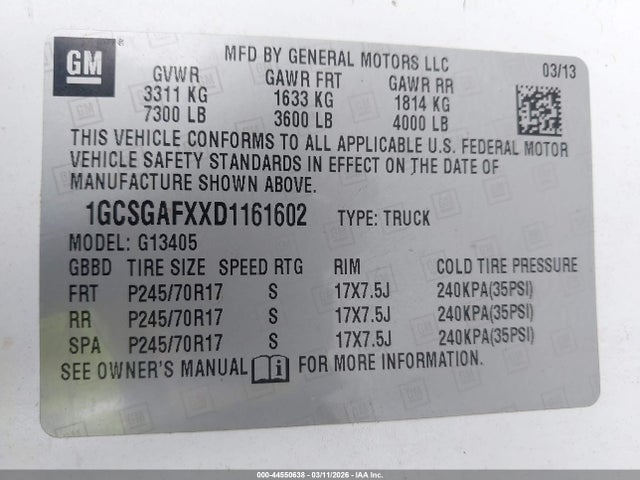 GM
MFD BY GENERAL MOTORS LLC
GVWR GAWR FRT GAWR RR 03/13
3311 KG 1633 KG 1814 KG
7300 LB 3600 LB 4000 LB
THIS VEHICLE CONFORMS TO ALL APPLICABLE U.S. FEDERAL MOTOR
VEHICLE SAFETY STANDARDS IN EFFECT ON THE DATE OF
MANUFACTURE SHOWN ABOVE.
1GCSGAFXXD1161602 TYPE: TRUCK
MODEL: G13405
GBBD TIRE SIZE SPEED RTG RIM COLD TIRE PRESSURE
FRT P245/70R17 S 17X7.5J 240KPA(35PSI)
RR P245/70R17 S 17X7.5J 240KPA(35PSI)
SPA P245/70R17 S 17X7.5J 240KPA(35PSI)
SEE OWNER'S MANUAL FOR MORE INFORMATION.
000-44550638 - 03/11/2026 - IAA, Inc.